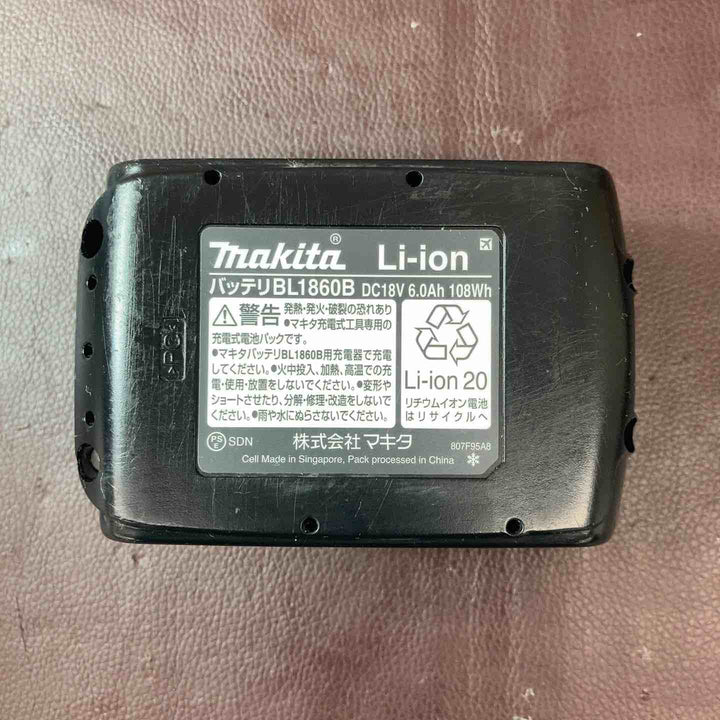 makita® Li-ion
バッテリBL1860B DC18V 6.0Ah 108Wh
警告 発熱・発火・破裂の恐れあり
●マキタ充電式工具専用の
充電式電池パックです。
●マキタバッテリBL1860B用充電器で充電
してください。●火中投入、加熱、高温での充
電・使用・放置をしないでください。●変形や
ショートさせたり、分解・修理・改造をしないで
ください。●雨や水にぬらさないでください。
Li-ion 20
リチウムイオン電池
はリサイクルへ
PSE SDN 株式会社マキタ 807F95A8
Cell Made in Singapore, Pack processed in China
>PC<